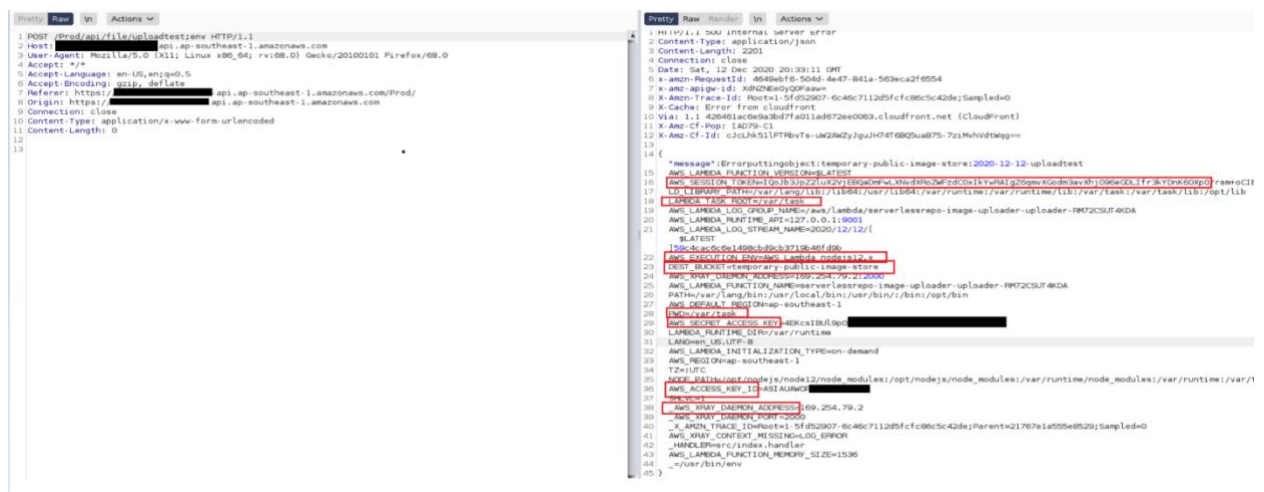 Pretty Raw \n Actions
1 POST /Prod/api/file/uploadtest;env HTTP/1.1
2 Host: api.ap-southeast-1.amazonaws.com
3 User-Agent: Mozilla/5.0 (X11; Linux x86_64; rv:68.0) Gecko/20100101 Firefox/68.0
4 Accept: */*
5 Accept-Language: en-US,en;q=0.5
6 Accept-Encoding: gzip, deflate
7 Referer: https:/ api.ap-southeast-1.amazonaws.com/Prod/
8 Origin: https:/ api.ap-southeast-1.amazonaws.com
9 Connection: close
10 Content-Type: application/x-www-form-urlencoded
11 Content-Length: 0
12
13
Pretty Raw Render \n Actions
1 HTTP/1.1 500 Internal Server Error
2 Content-Type: application/json
3 Content-Length: 2201
4 Connection: close
5 Date: Sat, 12 Dec 2020 20:33:11 GMT
6 x-amzn-RequestId: 4649ebf6-504d-4e47-841a-563eca2f6554
7 x-amz-apigw-id:
8 X-Amzn-Trace-Id: Root=1-5fd52907-6c46c7112d5fcfc86c5c42de;Sampled=0
9 X-Cache: Error from cloudfront
10 Via: 1.1 426461ac6e9a3bd7fa011ad672ee0063.cloudfront.net (CloudFront)
11 X-Amz-Cf-Pop: IAD79-C1
12 X-Amz-Cf-Id:
13
14 {
"message":Errorputtingobject:temporary-public-image-store:2020-12-12-uploadtest
15 AWS_LAMBDA_FUNCTION_VERSION=$LATEST
16 AWS_SESSION_TOKEN=
17 LD_LIBRARY_PATH=/var/lang/lib:/lib64:/usr/lib64:/var/runtime:/var/runtime/lib:/var/task:/var/task/lib:/opt/lib
18 LAMBDA_TASK_ROOT=/var/task
19 AWS_LAMBDA_LOG_GROUP_NAME=/aws/lambda/serverlessrepo-image-uploader-uploader-RM72CSUT4KDA
20 AWS_LAMBDA_RUNTIME_API=127.0.0.1:9001
21 AWS_LAMBDA_LOG_STREAM_NAME=2020/12/12/[
$LATEST
]59c4cac6c6e1498cbd9cb3719b46fd9b
22 AWS_EXECUTION_ENV=AWS_Lambda_nodejs12.x
23 DEST_BUCKET=temporary-public-image-store
24 AWS_XRAY_DAEMON_ADDRESS=169.254.79.2:2000
25 AWS_LAMBDA_FUNCTION_NAME=serverlessrepo-image-uploader-uploader-RM72CSUT4KDA
26 PATH=/var/lang/bin:/usr/local/bin:/usr/bin/:/bin:/opt/bin
27 AWS_DEFAULT_REGION=ap-southeast-1
28 PWD=/var/task
29 AWS_SECRET_ACCESS_KEY=
30 LAMBDA_RUNTIME_DIR=/var/runtime
31 LANG=en_US.UTF-8
32 AWS_LAMBDA_INITIALIZATION_TYPE=on-demand
33 AWS_REGION=ap-southeast-1
34 TZ=:UTC
35 NODE_PATH=/opt/nodejs/node12/node_modules:/opt/nodejs/node_modules:/var/runtime/node_modules:/var/runtime:/var/
36 AWS_ACCESS_KEY_ID=ASIAUAWOR
37 SHLVL=1
38 _AWS_XRAY_DAEMON_ADDRESS=169.254.79.2
39 _AWS_XRAY_DAEMON_PORT=2000
40 _X_AMZN_TRACE_ID=Root=1-5fd52907-6c46c7112d5fcfc86c5c42de;Parent=21767e1a555e8529;Sampled=0
41 AWS_XRAY_CONTEXT_MISSING=LOG_ERROR
42 _HANDLER=src/index.handler
43 AWS_LAMBDA_FUNCTION_MEMORY_SIZE=1536
44 _=/usr/bin/env
45 }